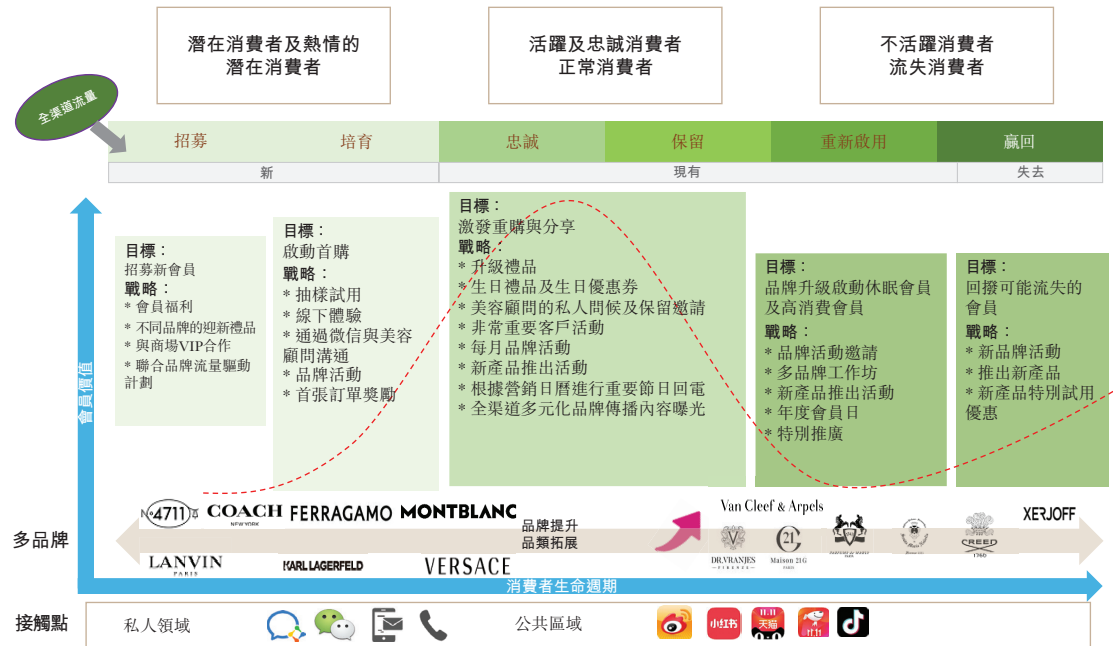 潛在消費者及熱情的
潛在消費者
活躍及忠誠消費者
正常消費者
不活躍消費者
流失消費者
全渠道流量
招募
培育
忠誠
保留
重新啟用
贏回
新
現有
失去
會員價值
目標：
招募新會員
戰略：
* 會員福利
* 不同品牌的迎新禮品
* 與商場VIP合作
* 聯合品牌流量驅動
計劃
目標：
啟動首購
戰略：
* 抽樣試用
* 線下體驗
* 通過微信與美容
顧問溝通
* 品牌活動
* 首張訂單獎勵
目標：
激發重購與分享
戰略：
* 升級禮品
* 生日禮品及生日優惠券
* 美容顧問的私人問候及保留邀請
* 非常重要客戶活動
* 每月品牌活動
* 新產品推出活動
* 根據營銷日曆進行重要節日回電
* 全渠道多元化品牌傳播內容曝光
目標：
品牌升級啟動休眠會員
及高消費會員
戰略：
* 品牌活動邀請
* 多品牌工作坊
* 新產品推出活動
* 年度會員日
* 特別推廣
目標：
回撥可能流失的
會員
戰略：
* 新品牌活動
* 推出新產品
* 新產品特別試用
優惠
多品牌
Nº4711
COACH
NEW YORK
FERRAGAMO
MONTBLANC
品牌提升
品類拓展
Van Cleef & Arpels
XERJOFF
LANVIN
PARIS
KARL LAGERFELD
VERSACE
V
DR.VRANJES
FIRENZE
21
Maison 21G
PARIS
CREED
1760
消費者生命週期
接觸點
私人領域
公共區域
小红书
11.11
天猫
11.11